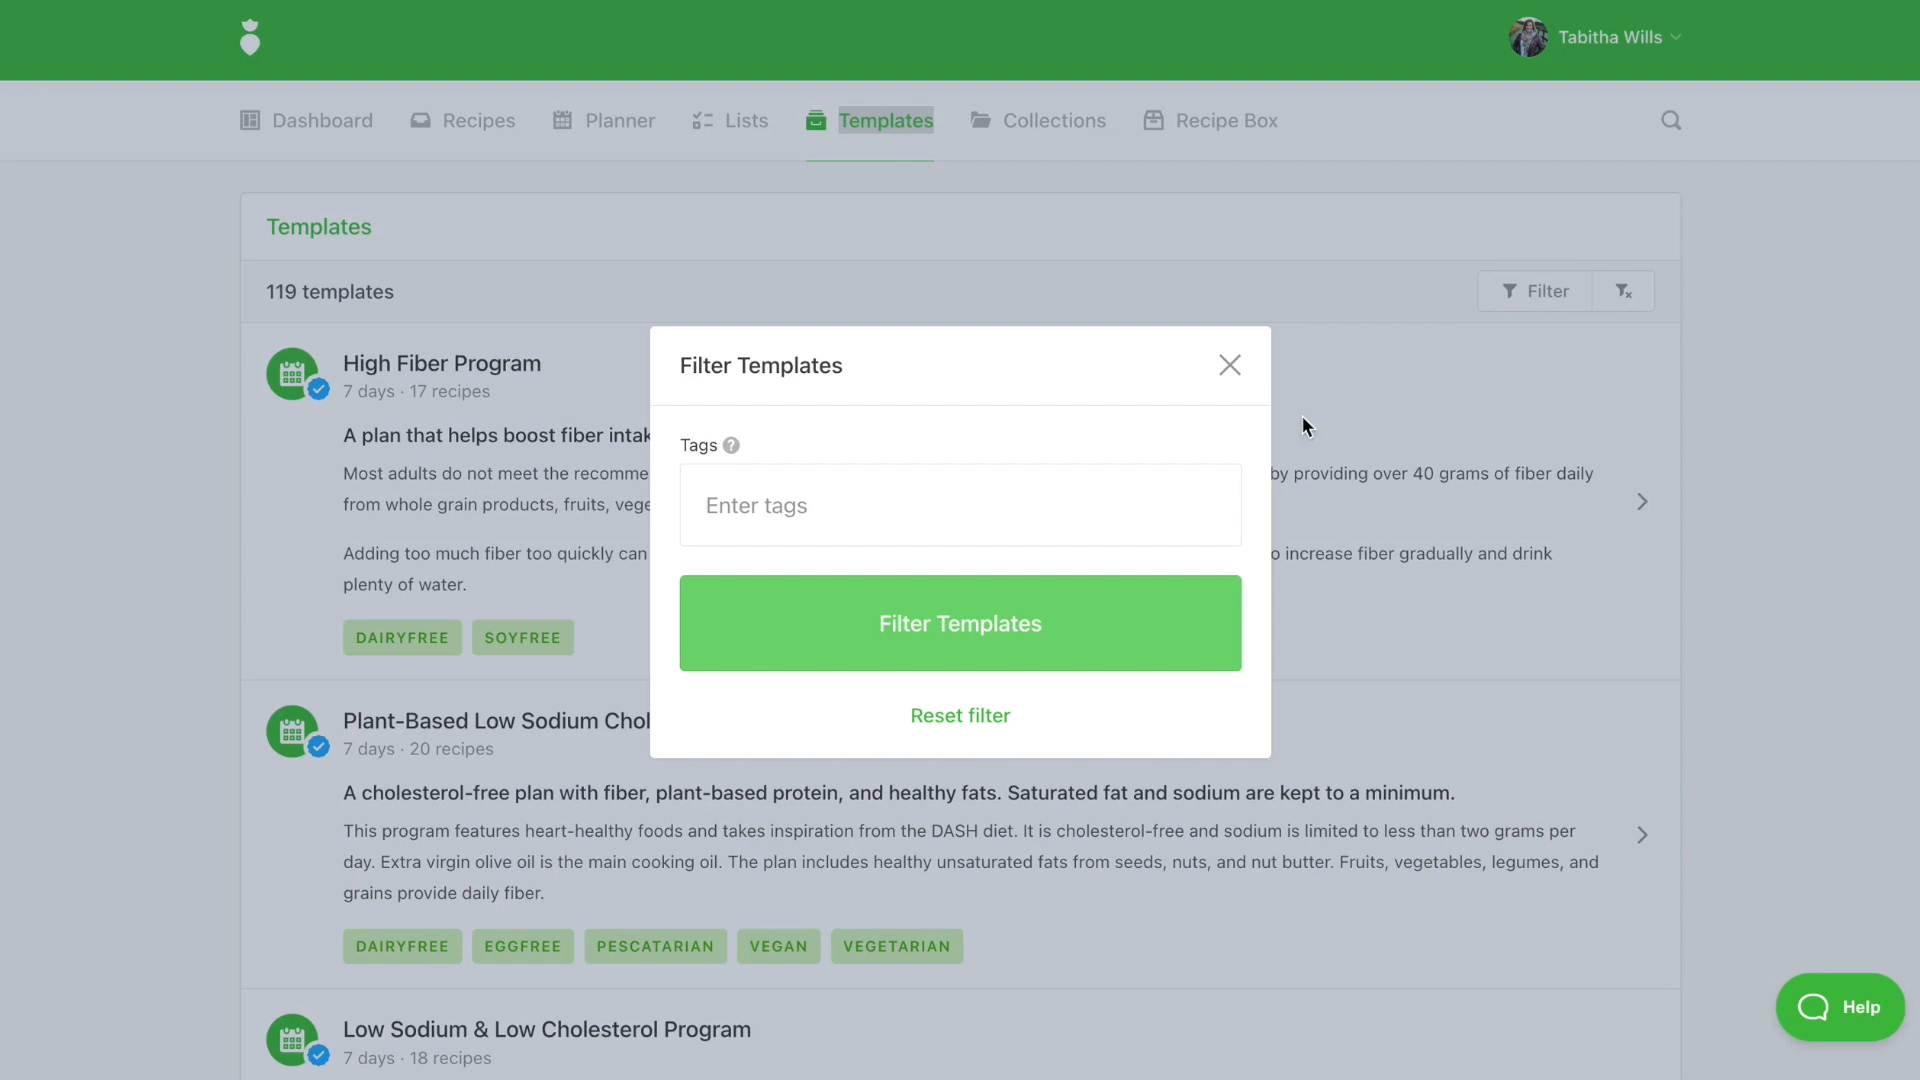 Tabitha Wills
Dashboard Recipes Planner Lists Templates Collections Recipe Box
Templates
119 templates
Filter
High Fiber Program
7 days · 17 recipes
A plan that helps boost fiber
Most adults do not meet the
by providing over 40 grams of fiber daily
from whole grain products, fruits,
Adding too much fiber too quickly can
increase fiber gradually and drink
plenty of water.
DAIRYFREE SOYFREE
Filter Templates
Tags ?
Enter tags
Filter Templates
Reset filter
Plant-Based Low Sodium
7 days · 20 recipes
A cholesterol-free plan with fiber, plant-based protein, and healthy fats. Saturated fat and sodium are kept to a minimum.
This program features heart-healthy foods and takes inspiration from the DASH diet. It is cholesterol-free and sodium is limited to less than two grams per
day. Extra virgin olive oil is the main cooking oil. The plan includes healthy unsaturated fats from seeds, nuts, and nut butter. Fruits, vegetables, legumes, and
grains provide daily fiber.
DAIRYFREE EGGFREE PESCATARIAN VEGAN VEGETARIAN
Low Sodium & Low Cholesterol Program
7 days · 18 recipes
Help